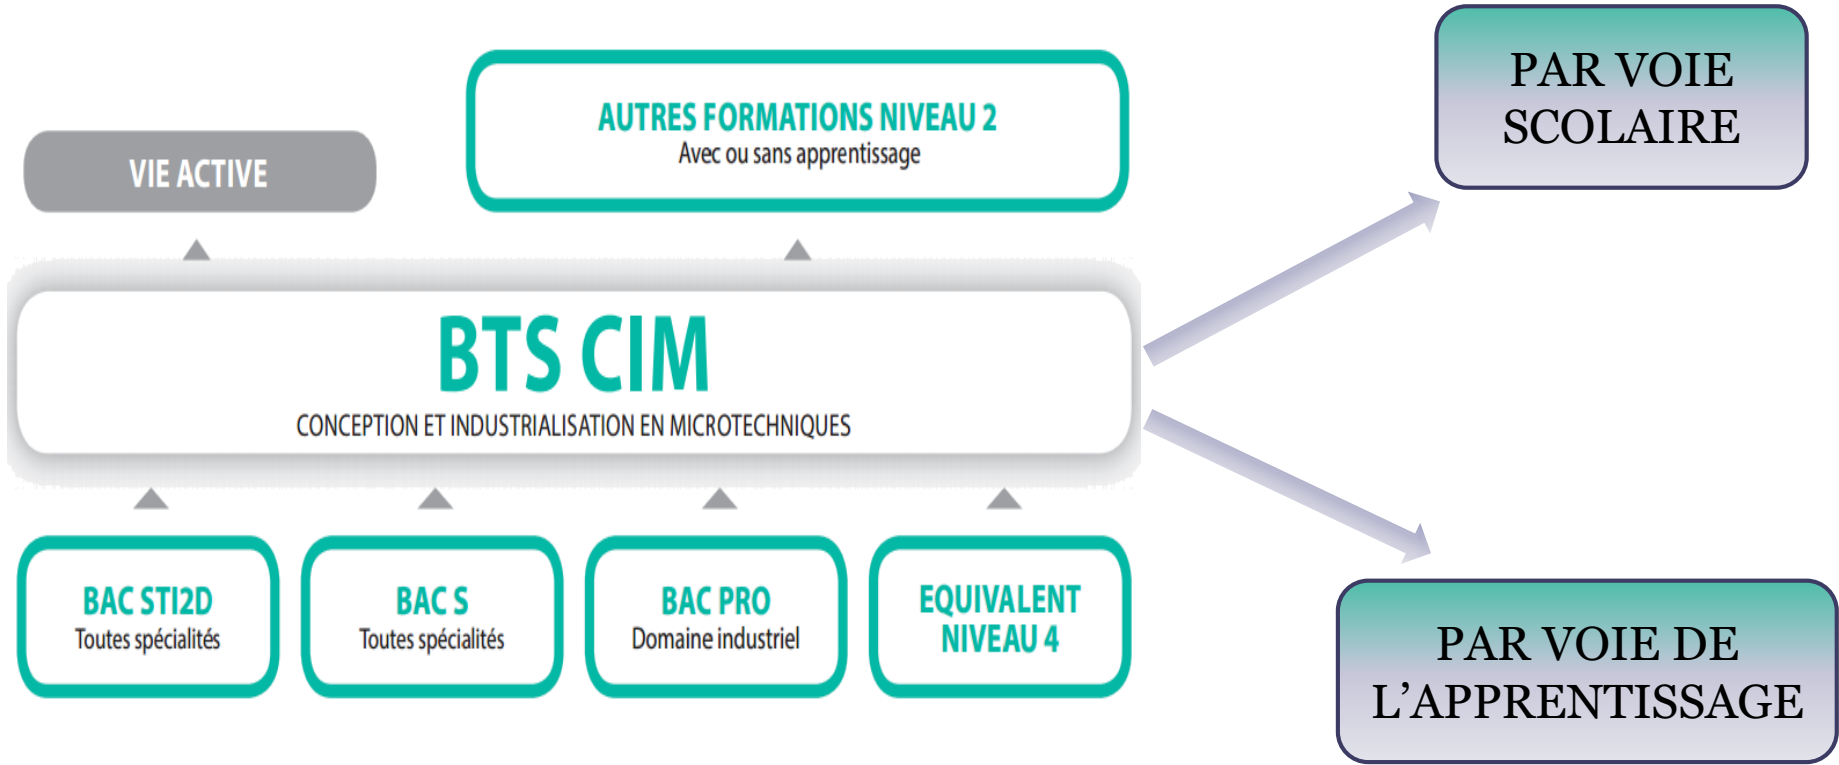 PAR VOIE
SCOLAIRE
AUTRES FORMATIONS NIVEAU 2
Avec ou sans apprentissage
VIE ACTIVE
BTS CIM
CONCEPTION ET INDUSTRIALISATION EN MICROTECHNIQUES
BAC STI2D
Toutes spécialités
BAC S
Toutes spécialités
BAC PRO
Domaine industriel
EQUIVALENT
NIVEAU 4
PAR VOIE DE
L’APPRENTISSAGE